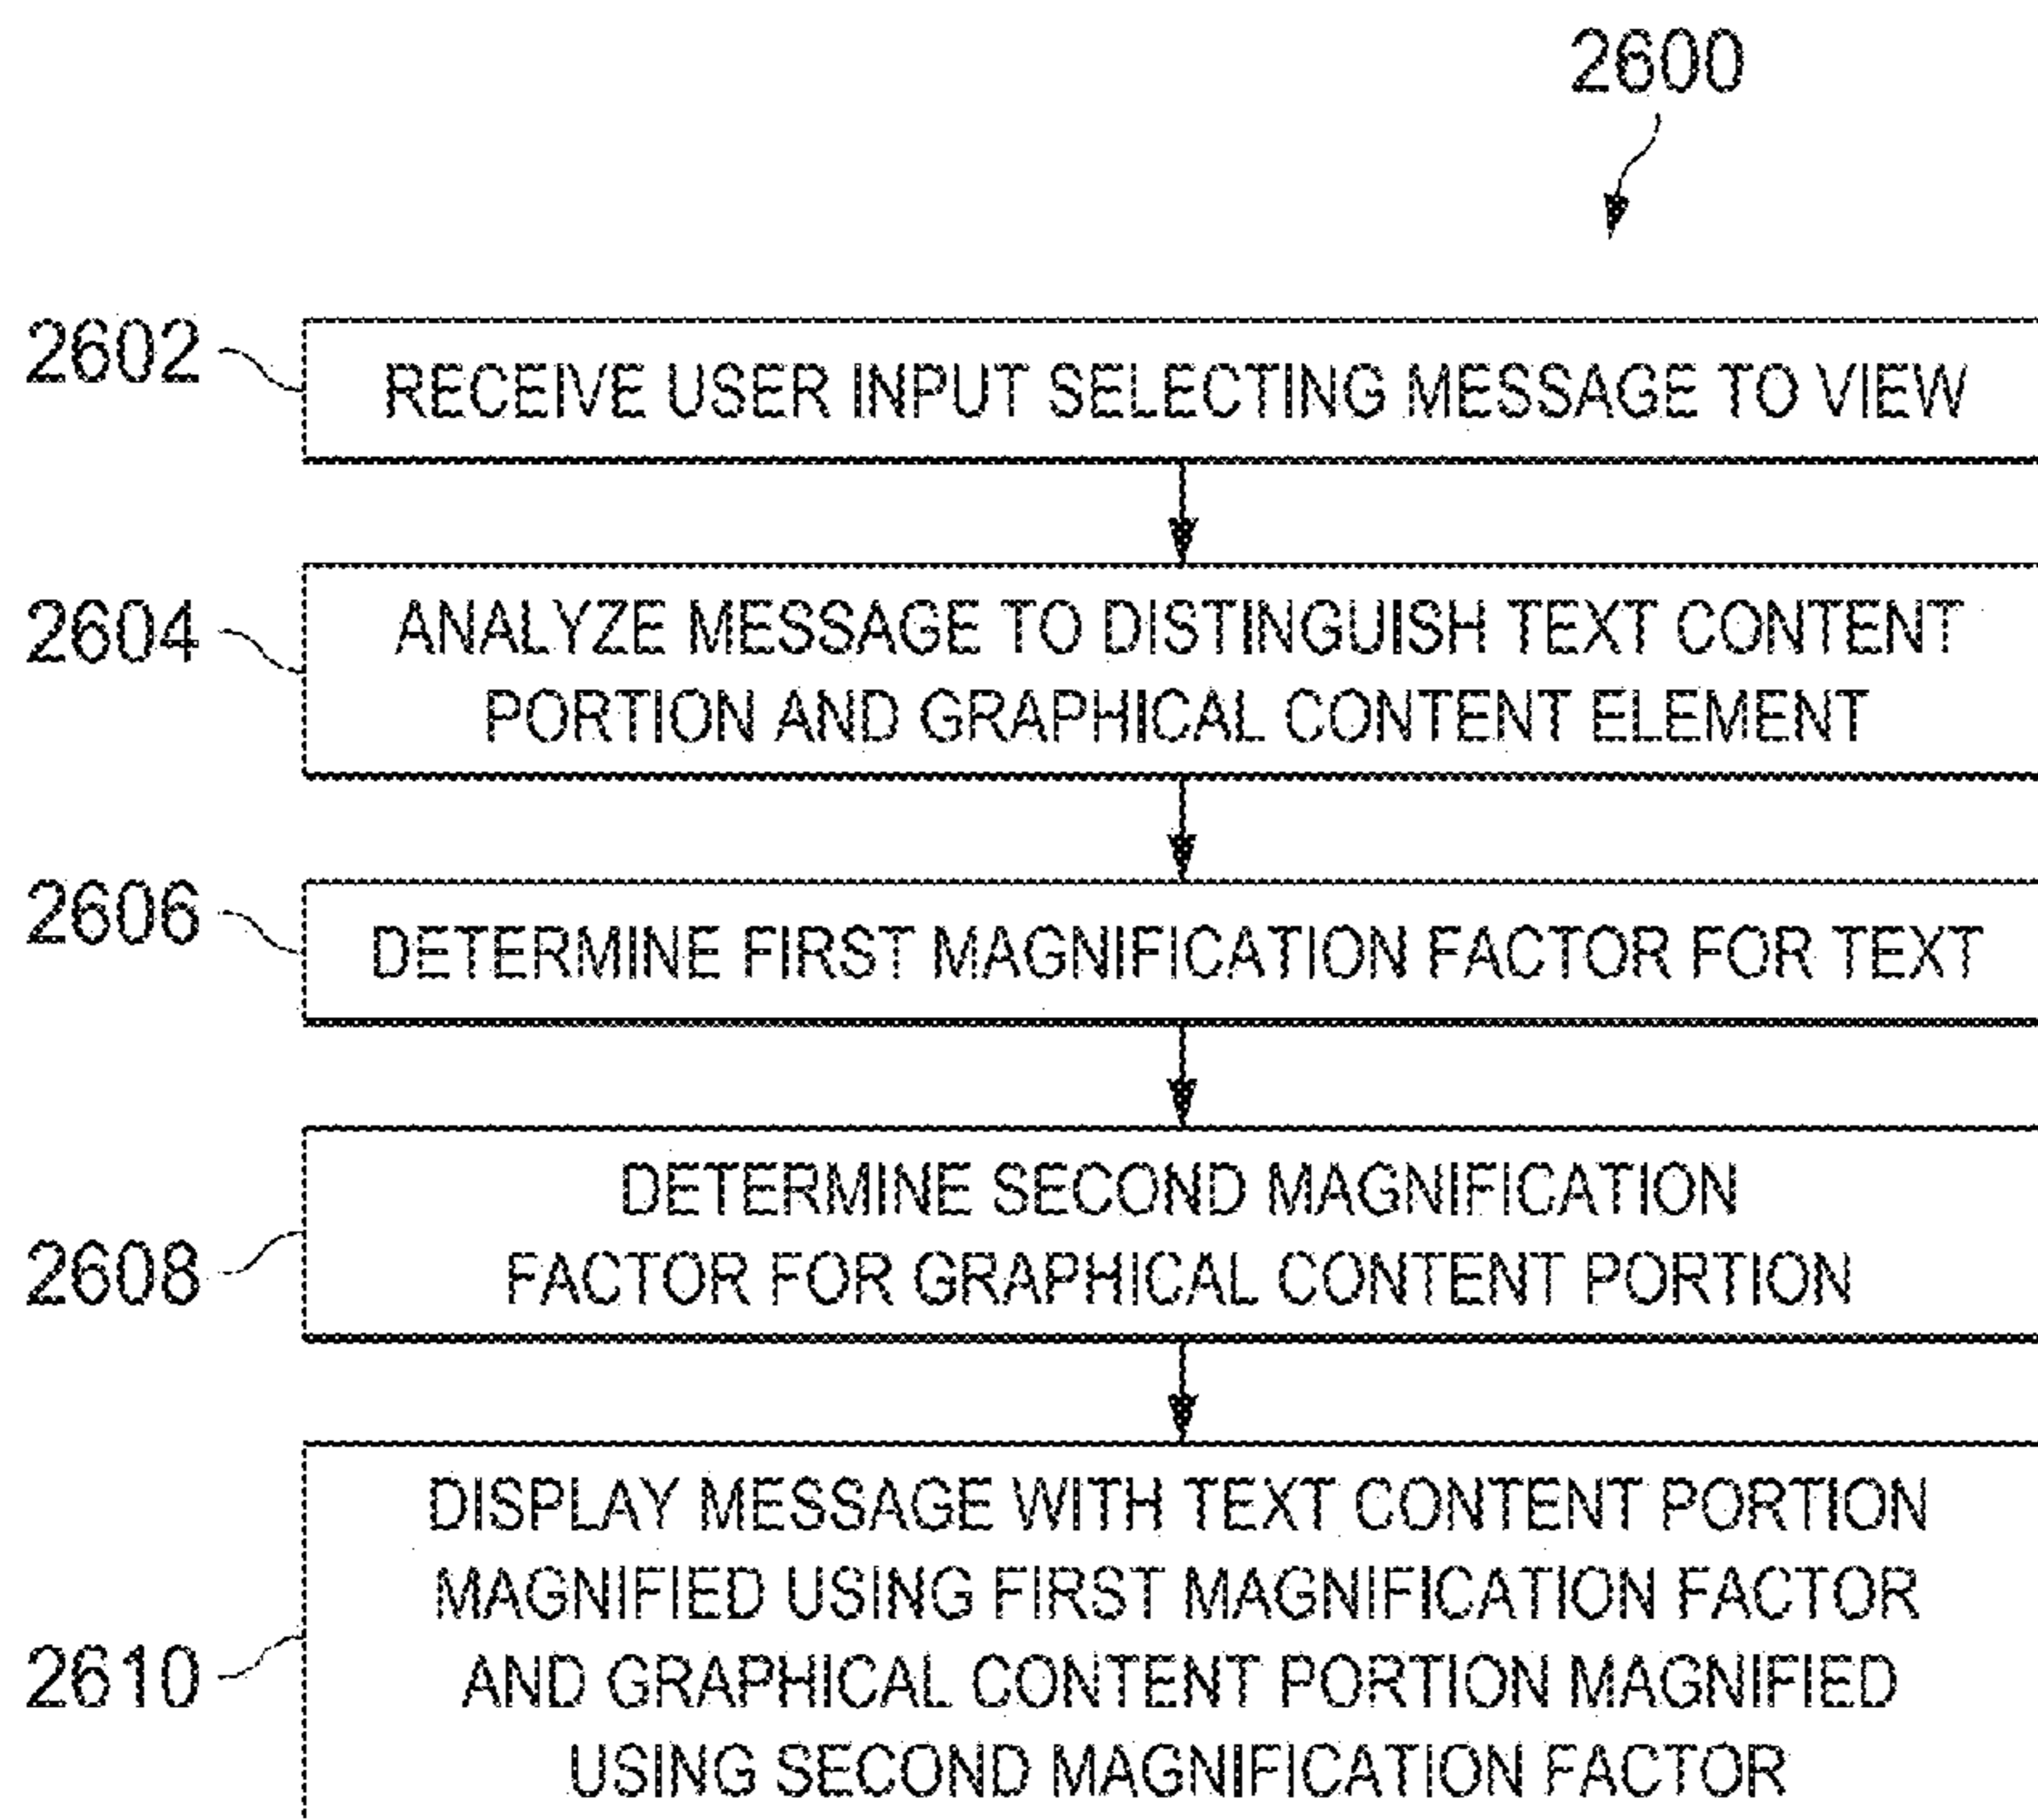 2600
2602
RECEIVE USER INPUT SELECTING MESSAGE TO VIEW
2604
ANALYZE MESSAGE TO DISTINGUISH TEXT CONTENT
PORTION AND GRAPHICAL CONTENT ELEMENT
2606
DETERMINE FIRST MAGNIFICATION FACTOR FOR TEXT
2608
DETERMINE SECOND MAGNIFICATION
FACTOR FOR GRAPHICAL CONTENT PORTION
2610
DISPLAY MESSAGE WITH TEXT CONTENT PORTION
MAGNIFIED USING FIRST MAGNIFICATION FACTOR
AND GRAPHICAL CONTENT PORTION MAGNIFIED
USING SECOND MAGNIFICATION FACTOR